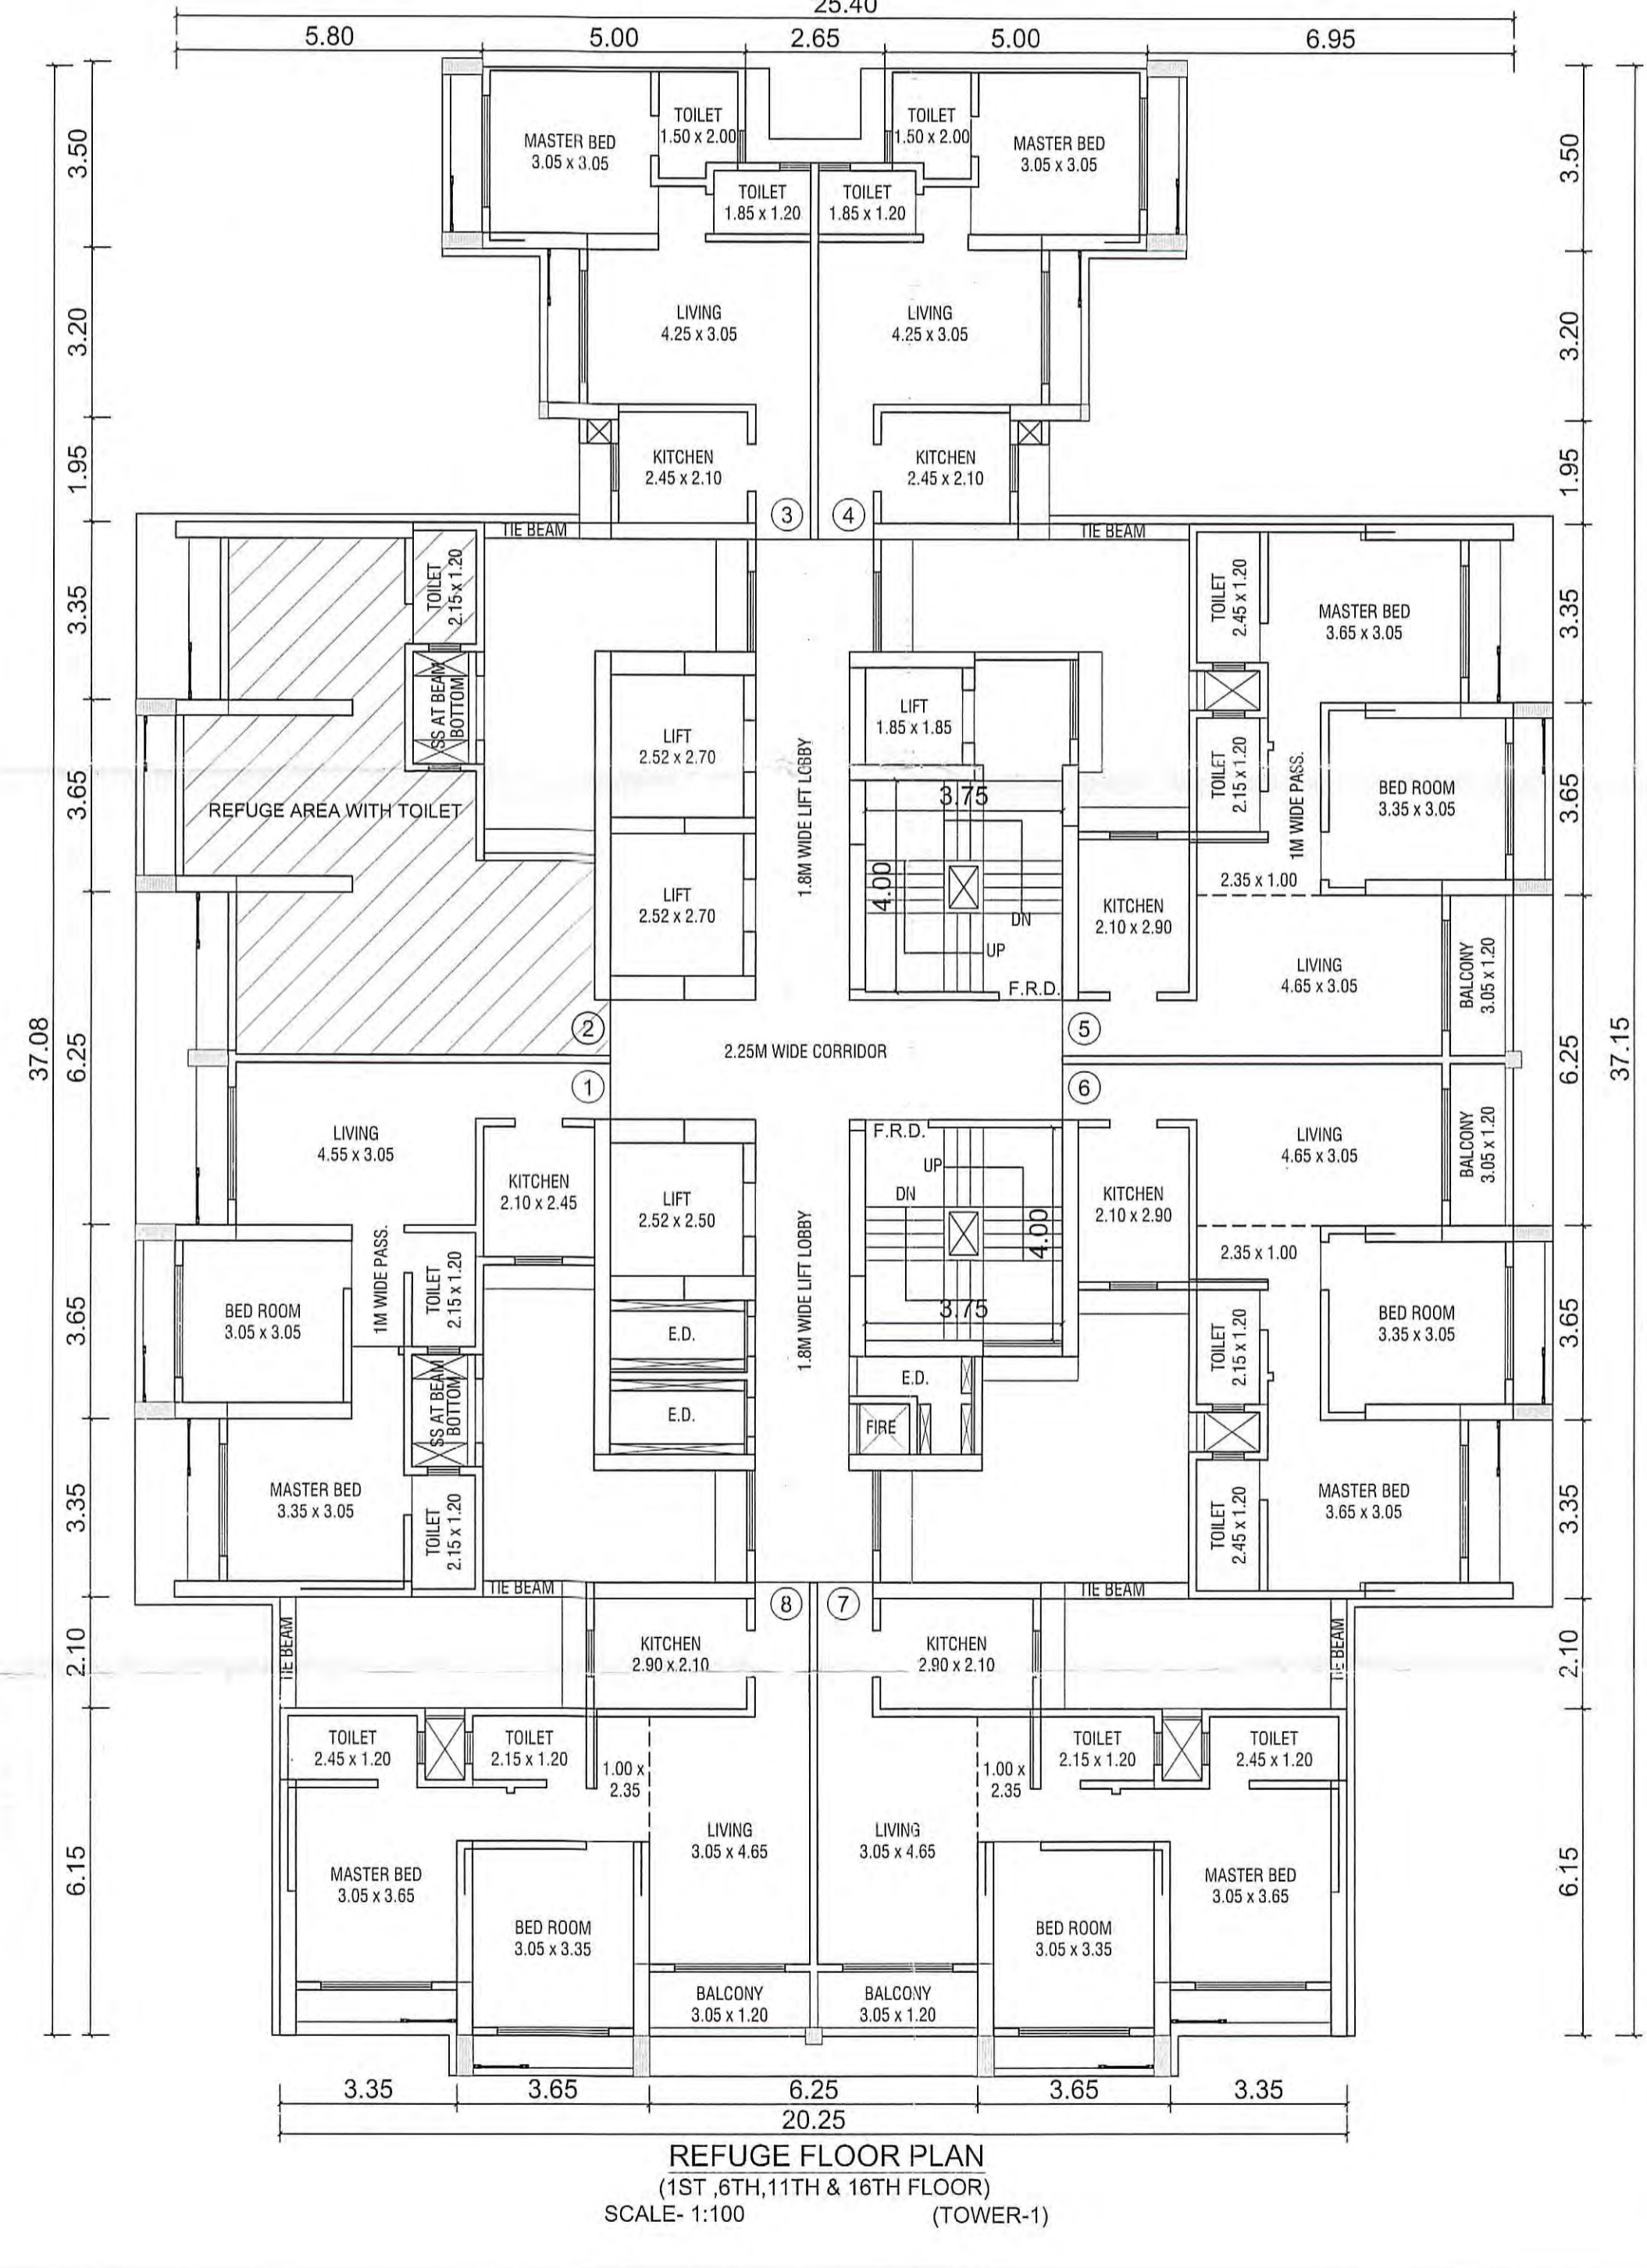 25.40
5.80
5.00
2.65
5.00
6.95
3.50
3.20
1.95
3.35
3.65
6.25
3.65
3.35
2.10
6.15
37.08
MASTER BED
3.05 x 3.05
TOILET
1.50 x 2.00
TOILET
1.50 x 2.00
MASTER BED
3.05 x 3.05
TOILET
1.85 x 1.20
TOILET
1.85 x 1.20
LIVING
4.25 x 3.05
LIVING
4.25 x 3.05
KITCHEN
2.45 x 2.10
KITCHEN
2.45 x 2.10
3
4
TIE BEAM
TIE BEAM
TOILET
2.15 x 1.20
SS AT BEAM
BOTTOM
REFUGE AREA WITH TOILET
LIFT
2.52 x 2.70
LIFT
2.52 x 2.70
1.8M WIDE LIFT LOBBY
LIFT
1.85 x 1.85
3.75
4.00
DN
UP
F.R.D.
TOILET
2.45 x 1.20
MASTER BED
3.65 x 3.05
TOILET
2.15 x 1.20
1M WIDE PASS.
BED ROOM
3.35 x 3.05
2.35 x 1.00
KITCHEN
2.10 x 2.90
LIVING
4.65 x 3.05
BALCONY
3.05 x 1.20
2
5
2.25M WIDE CORRIDOR
1
6
LIVING
4.55 x 3.05
KITCHEN
2.10 x 2.45
LIFT
2.52 x 2.50
1M WIDE PASS.
TOILET
2.15 x 1.20
BED ROOM
3.05 x 3.05
SS AT BEAM
BOTTOM
MASTER BED
3.35 x 3.05
TOILET
2.15 x 1.20
E.D.
E.D.
1.8M WIDE LIFT LOBBY
F.R.D.
UP
DN
4.00
3.75
E.D.
FIRE
KITCHEN
2.10 x 2.90
LIVING
4.65 x 3.05
BALCONY
3.05 x 1.20
2.35 x 1.00
TOILET
2.15 x 1.20
BED ROOM
3.35 x 3.05
TOILET
2.45 x 1.20
MASTER BED
3.65 x 3.05
TIE BEAM
TIE BEAM
8
7
TIE BEAM
KITCHEN
2.90 x 2.10
KITCHEN
2.90 x 2.10
TIE BEAM
TOILET
2.45 x 1.20
TOILET
2.15 x 1.20
1.00 x
2.35
1.00 x
2.35
TOILET
2.15 x 1.20
TOILET
2.45 x 1.20
LIVING
3.05 x 4.65
LIVING
3.05 x 4.65
MASTER BED
3.05 x 3.65
BED ROOM
3.05 x 3.35
BED ROOM
3.05 x 3.35
MASTER BED
3.05 x 3.65
BALCONY
3.05 x 1.20
BALCONY
3.05 x 1.20
3.50
3.20
1.95
3.35
3.65
6.25
3.65
3.35
2.10
6.15
37.15
3.35
3.65
6.25
3.65
3.35
20.25
REFUGE FLOOR PLAN
(1ST ,6TH,11TH & 16TH FLOOR)
SCALE- 1:100 (TOWER-1)